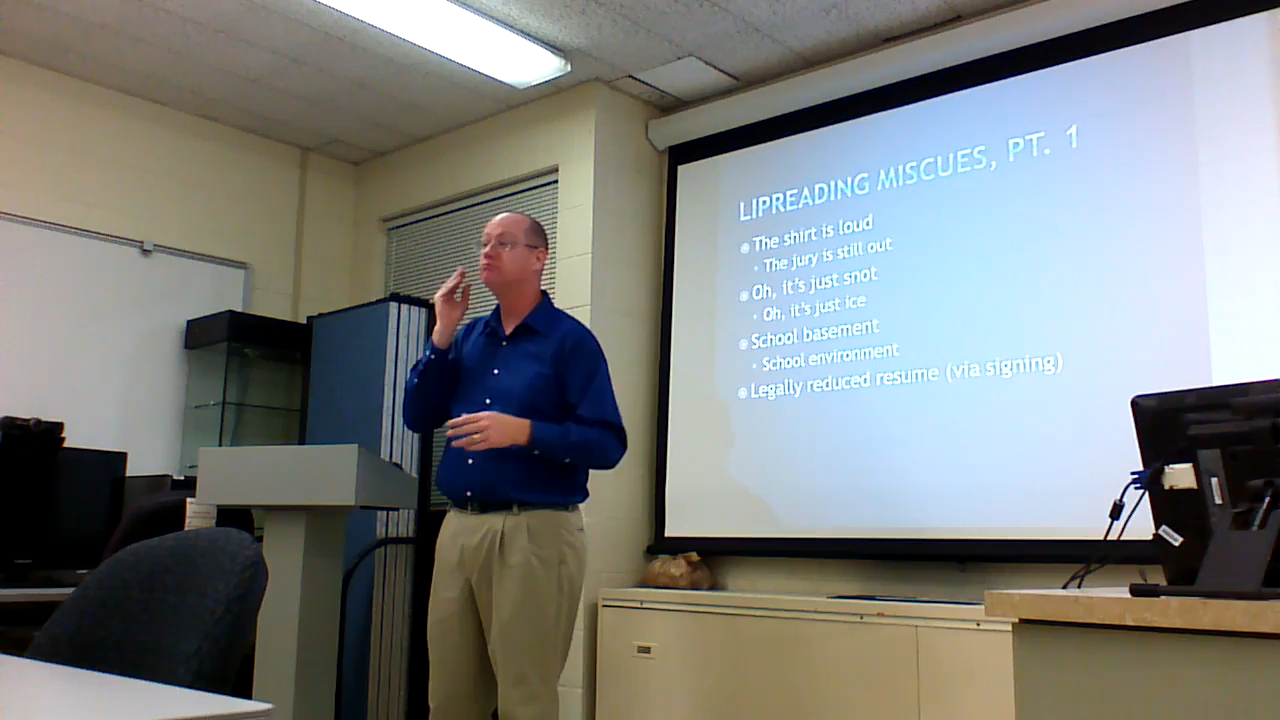 LIPREADING MISCUES, PT. 1
The shirt is loud
The jury is still out
Oh, it's just snot
Oh, it's just ice
School basement
School environment
Legally reduced resume (via signing)